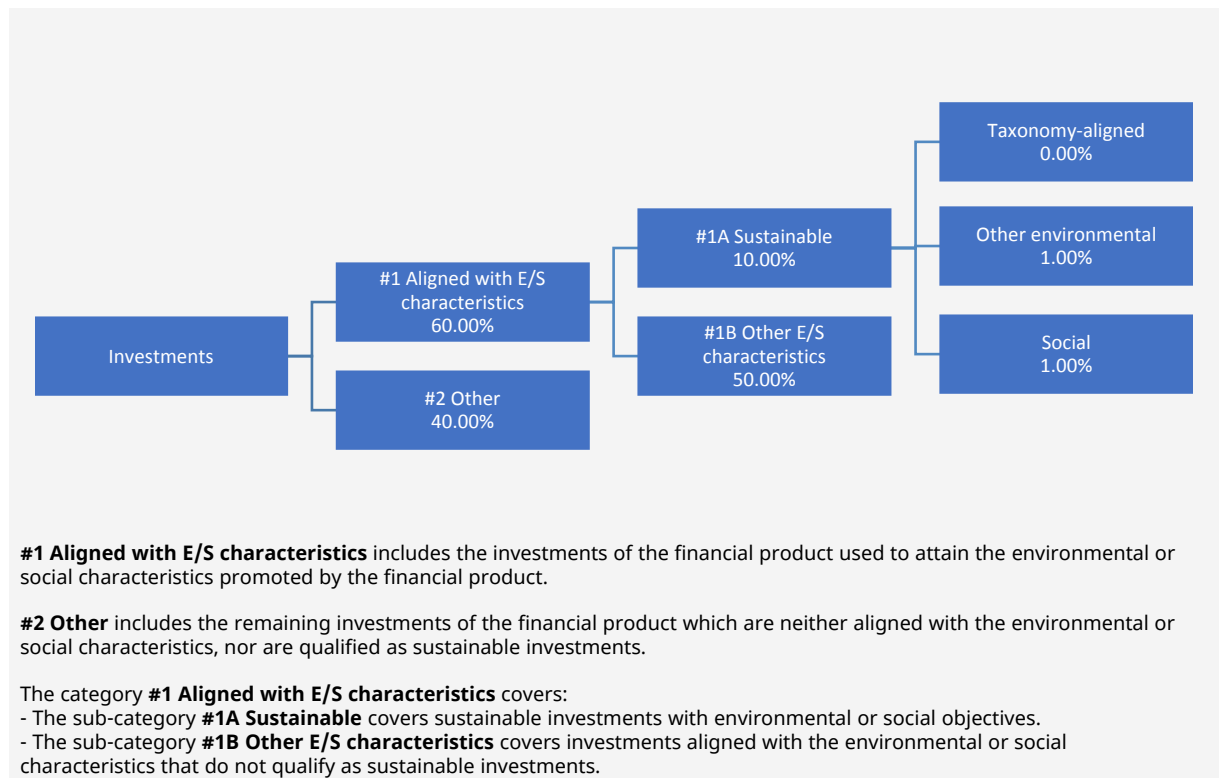 Investments
#1 Aligned with E/S
characteristics
60.00%
#2 Other
40.00%
#1A Sustainable
10.00%
#1B Other E/S
characteristics
50.00%
Taxonomy-aligned
0.00%
Other environmental
1.00%
Social
1.00%
#1 Aligned with E/S characteristics includes the investments of the financial product used to attain the environmental or
social characteristics promoted by the financial product.
#2 Other includes the remaining investments of the financial product which are neither aligned with the environmental or
social characteristics, nor are qualified as sustainable investments.
The category #1 Aligned with E/S characteristics covers:
- The sub-category #1A Sustainable covers sustainable investments with environmental or social objectives.
- The sub-category #1B Other E/S characteristics covers investments aligned with the environmental or social
characteristics that do not qualify as sustainable investments.